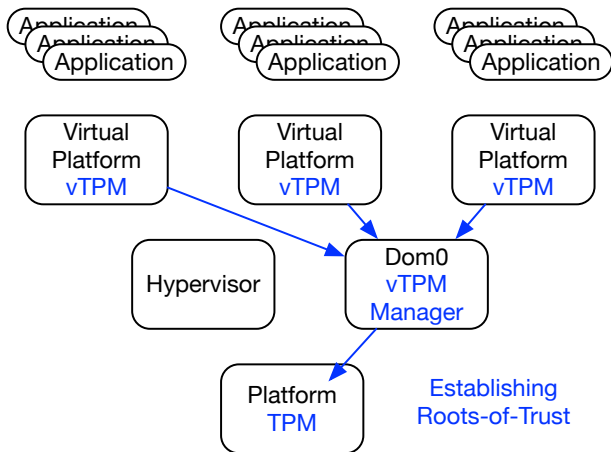 Application
Application
Application
Application
Application
Application
Application
Application
Application
Virtual
Platform
vTPM
Virtual
Platform
vTPM
Virtual
Platform
vTPM
Hypervisor
Dom0
vTPM
Manager
Platform
TPM
Establishing
Roots-of-Trust